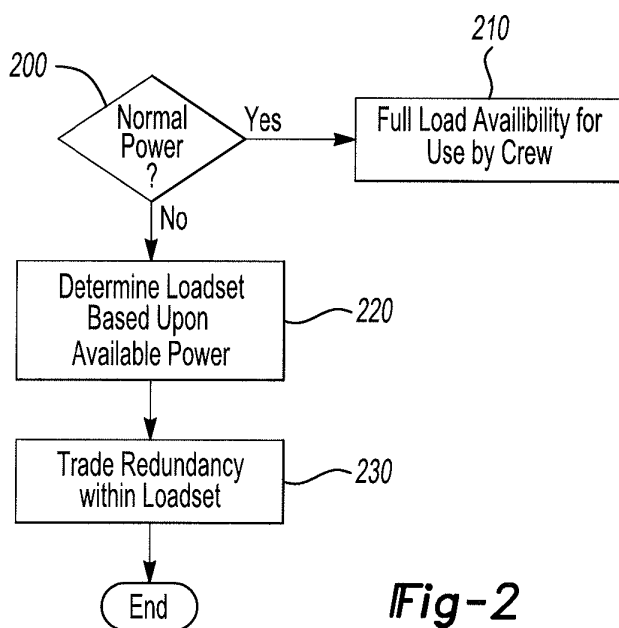 200
Normal
Power
?
Yes
210
Full Load Availibility for
Use by Crew
No
Determine Loadset
Based Upon
Available Power
220
Trade Redundancy
within Loadset
230
End
Fig-2